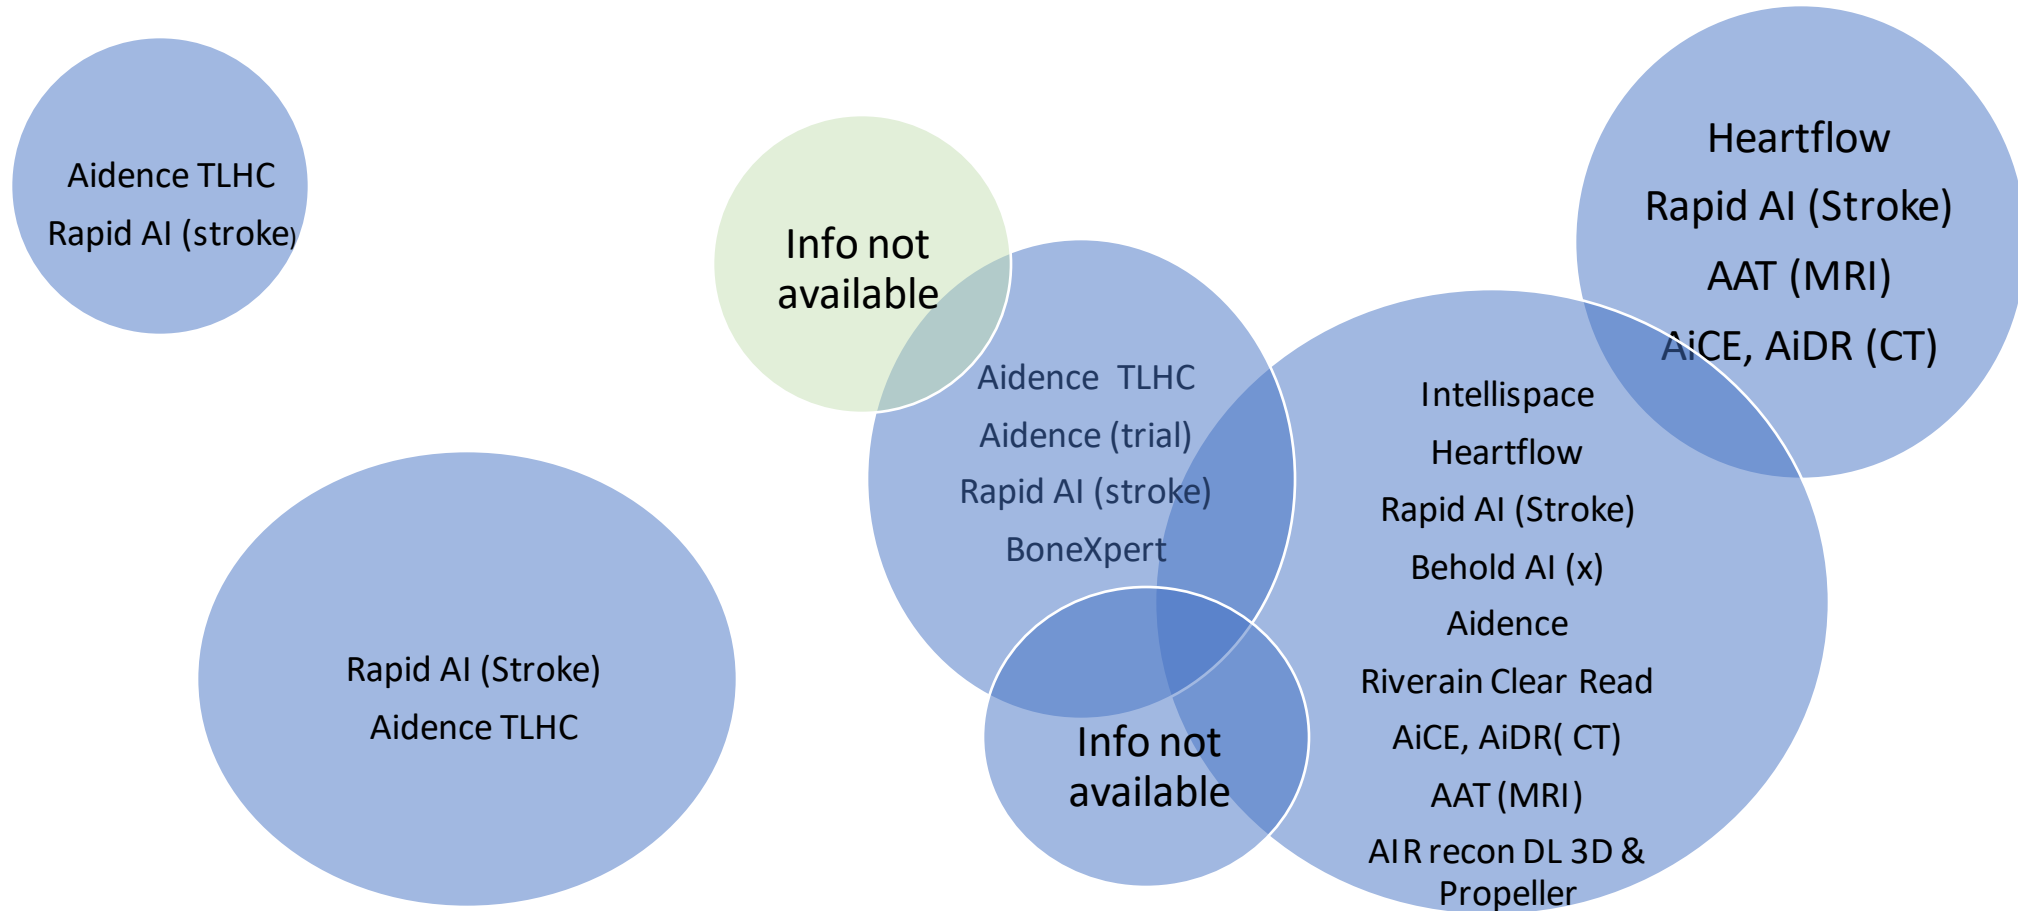 Aidence TLHC
Rapid AI (stroke)
Info not
available
Heartflow
Rapid AI (Stroke)
AAT (MRI)
AiCE, AiDR (CT)
Aidence TLHC
Aidence (trial)
Rapid AI (stroke)
BoneXpert
Intellispace
Heartflow
Rapid AI (Stroke)
Behold AI (x)
Aidence
Riverain Clear Read
AiCE, AiDR( CT)
AAT (MRI)
AIR recon DL 3D &
Propeller
Rapid AI (Stroke)
Aidence TLHC
Info not
available